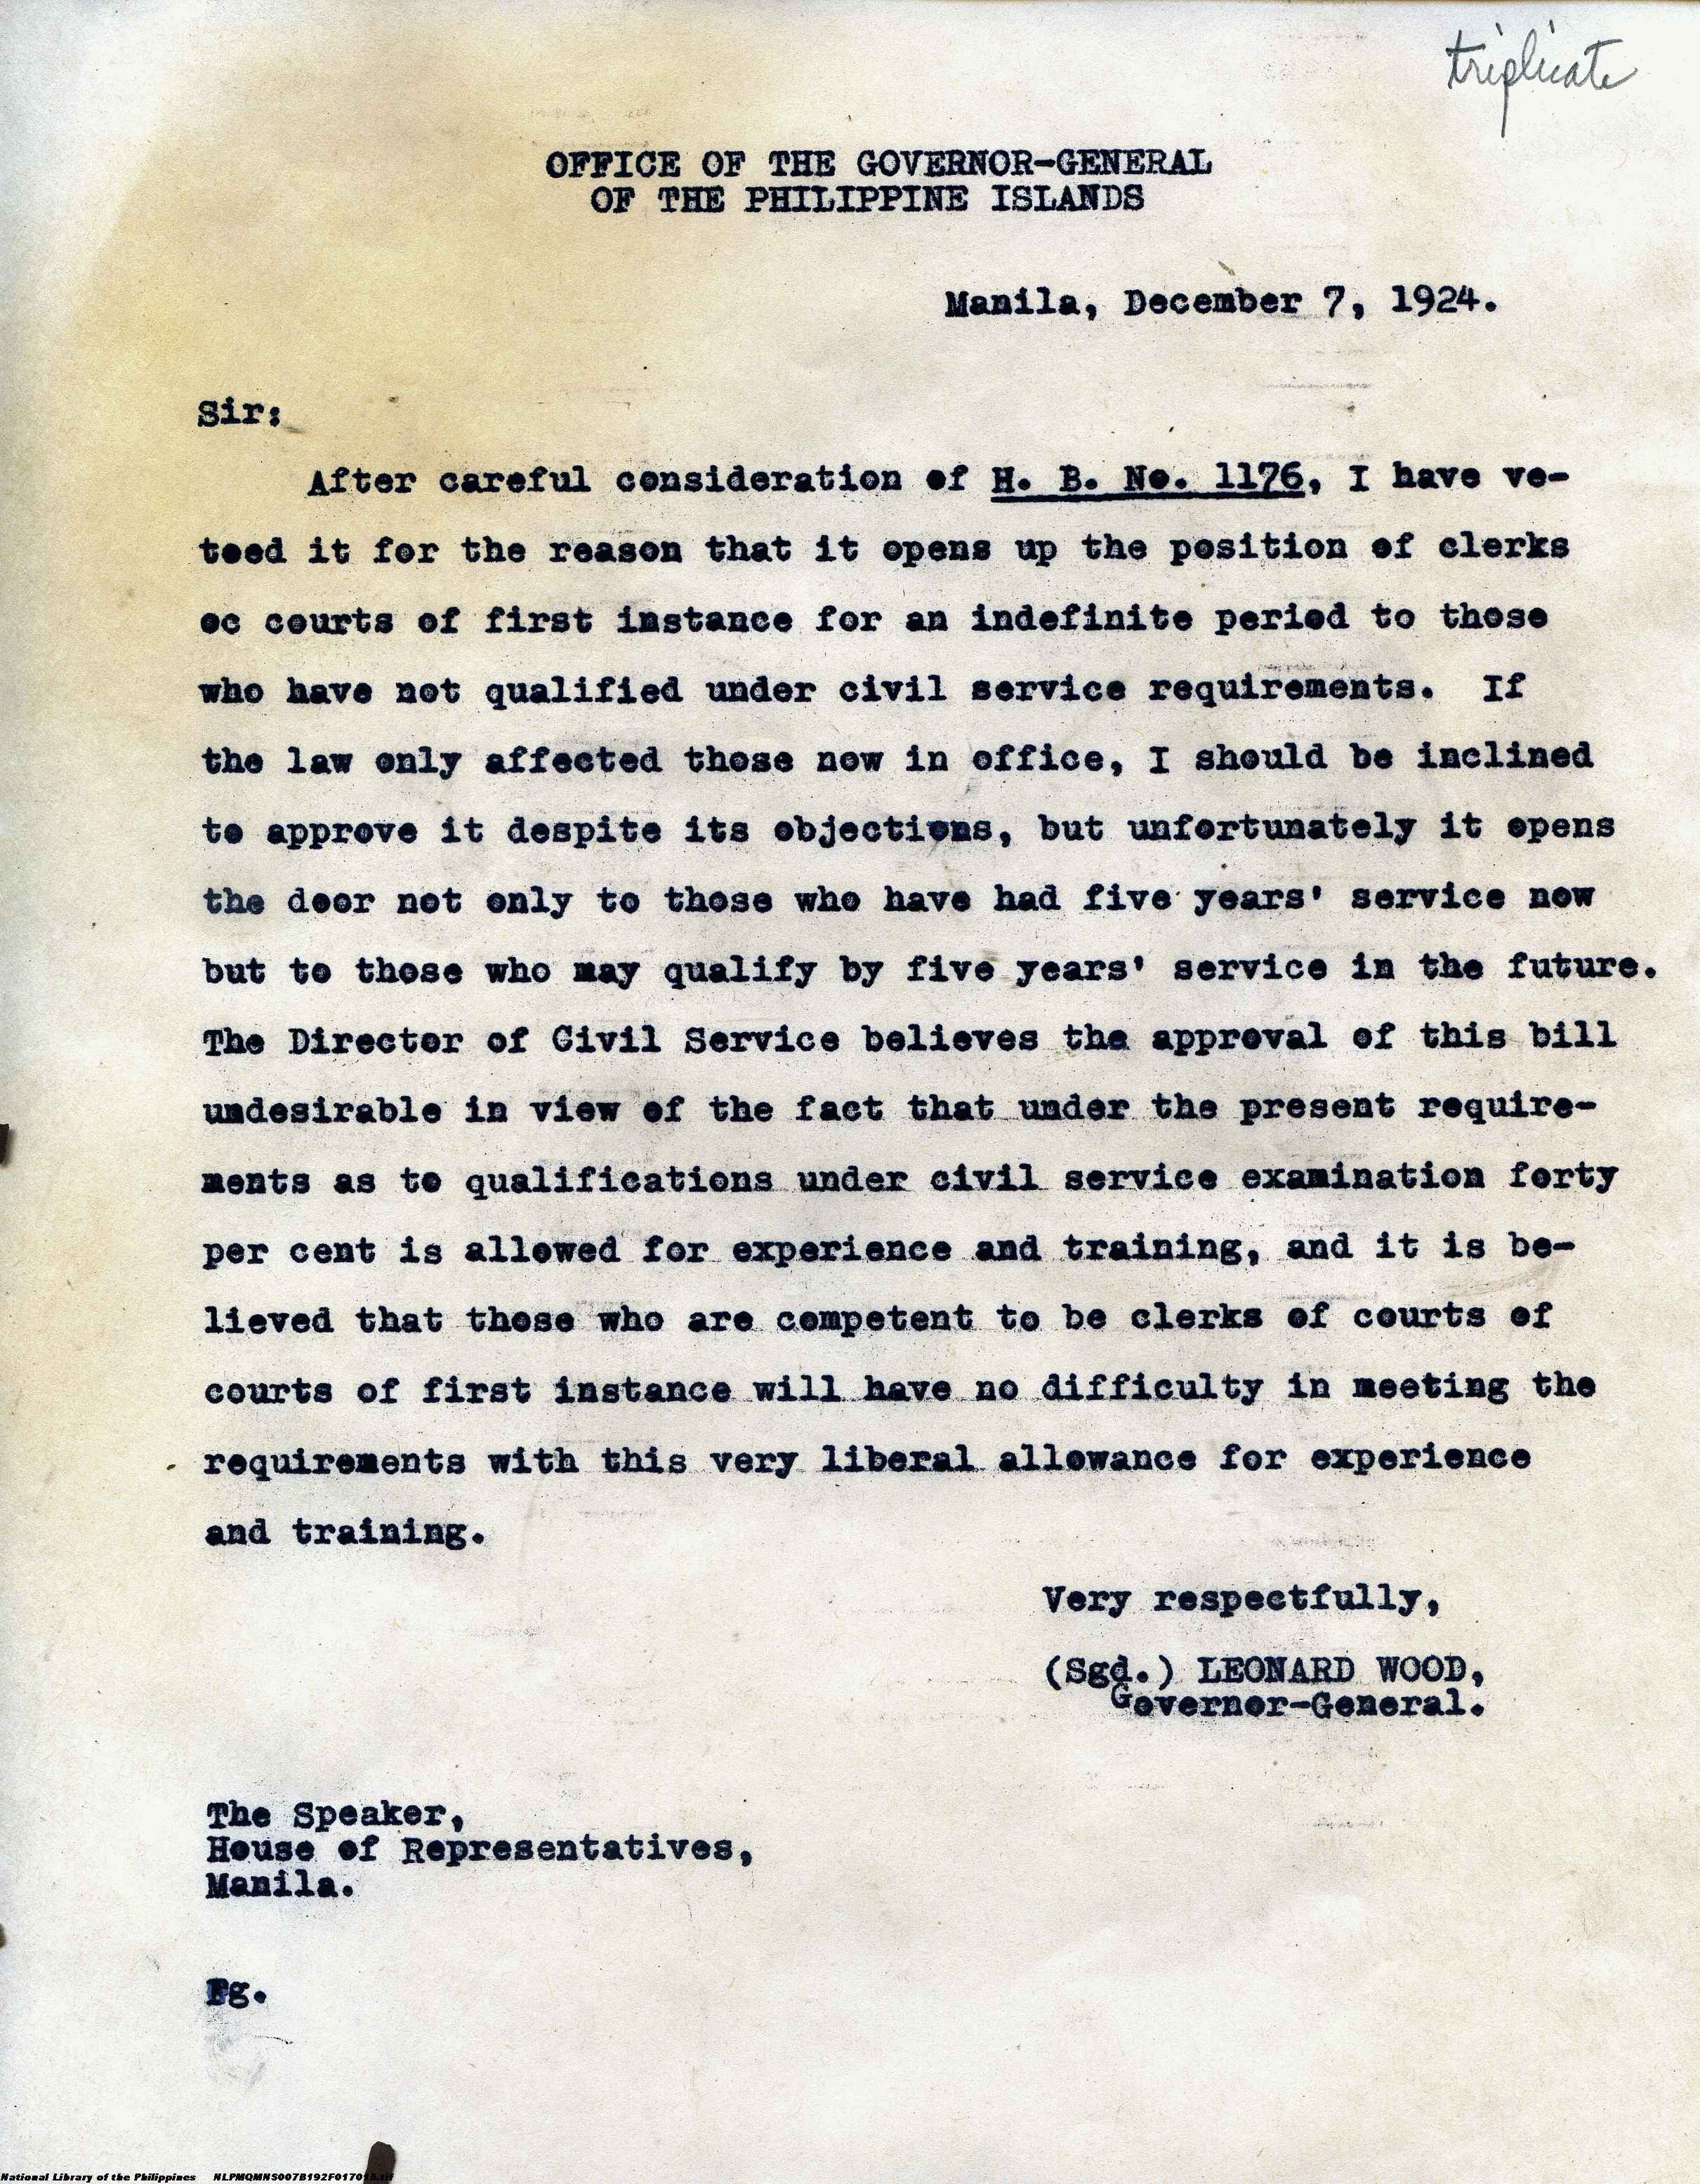 triplicate
OFFICE OF THE GOVERNOR-GENERAL
OF THE PHILIPPINE ISLANDS
Manila, December 7, 1924.
Sir:
After careful consideration of H. B. No. 1176, I have ve-
toed it for the reason that it opens up the position of clerks
oc courts of first instance for an indefinite period to those
who have not qualified under civil service requirements. If
the law only affected those now in office, I should be inclined
to approve it despite its objections, but unfortunately it opens
the door not only to those who have had five years' service now
but to those who may qualify by five years' service in the future.
The Director of Civil Service believes the approval of this bill
undesirable in view of the fact that under the present require-
ments as to qualifications under civil service examination forty
per cent is allowed for experience and training, and it is be-
lieved that those who are competent to be clerks of courts of
courts of first instance will have no difficulty in meeting the
requirements with this very liberal allowance for experience
and training.
Very respectfully,
(Sgd.) LEONARD WOOD,
Governor-General.
The Speaker,
House of Representatives,
Manila.
Fg.
National Library of the Philippines